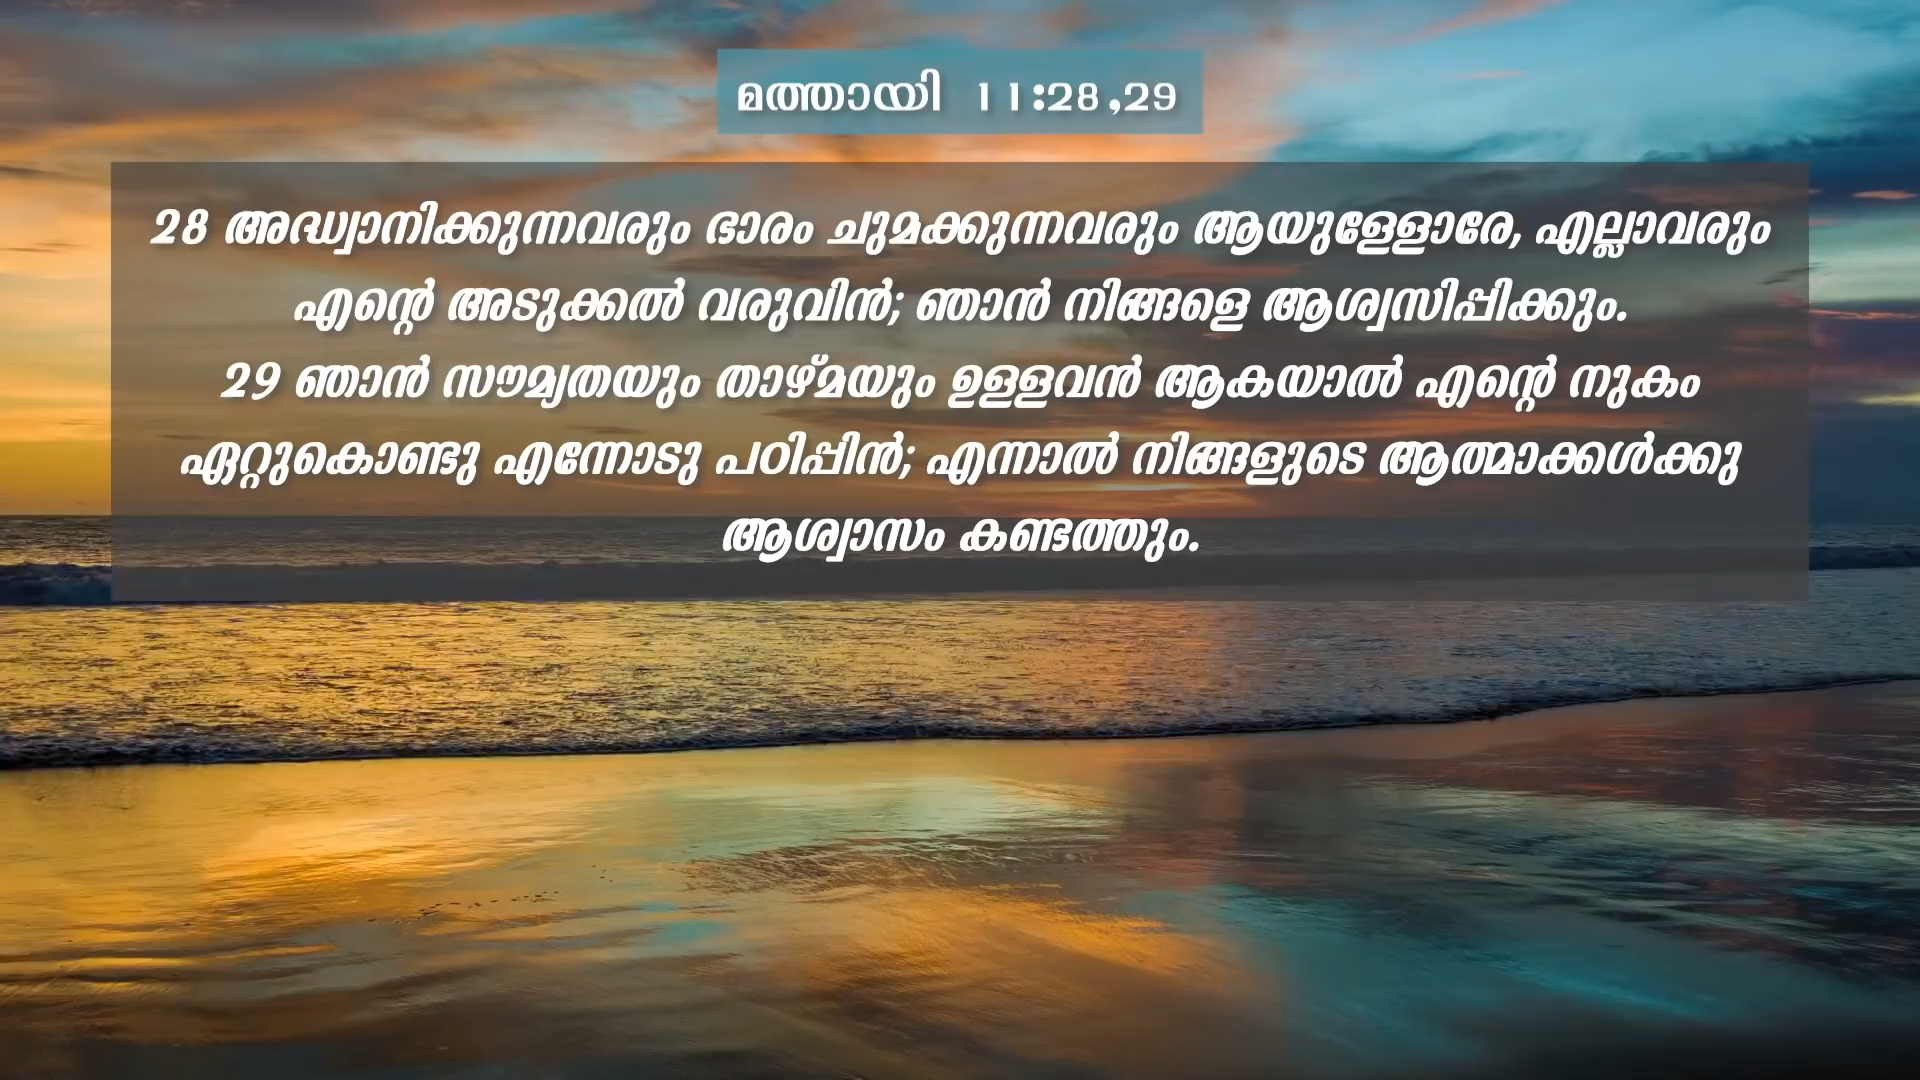 മത്തായി 11:28,29
28 അദ്ധ്വാനിക്കുന്നവരും ഭാരം ചുമക്കുന്നവരും ആയുള്ളോരേ, എല്ലാവരും
എന്റെ അടുക്കൽ വരുവിൻ; ഞാൻ നിങ്ങളെ ആശ്വസിപ്പിക്കും.
29 ഞാൻ സൗമ്യതയും താഴ്മയും ഉള്ളവൻ ആകയാൽ എന്റെ നുകം
ഏറ്റുകൊണ്ടു എന്നോടു പഠിപ്പിൻ; എന്നാൽ നിങ്ങളുടെ ആത്മാക്കൾക്കു
ആശ്വാസം കണ്ടത്തും.